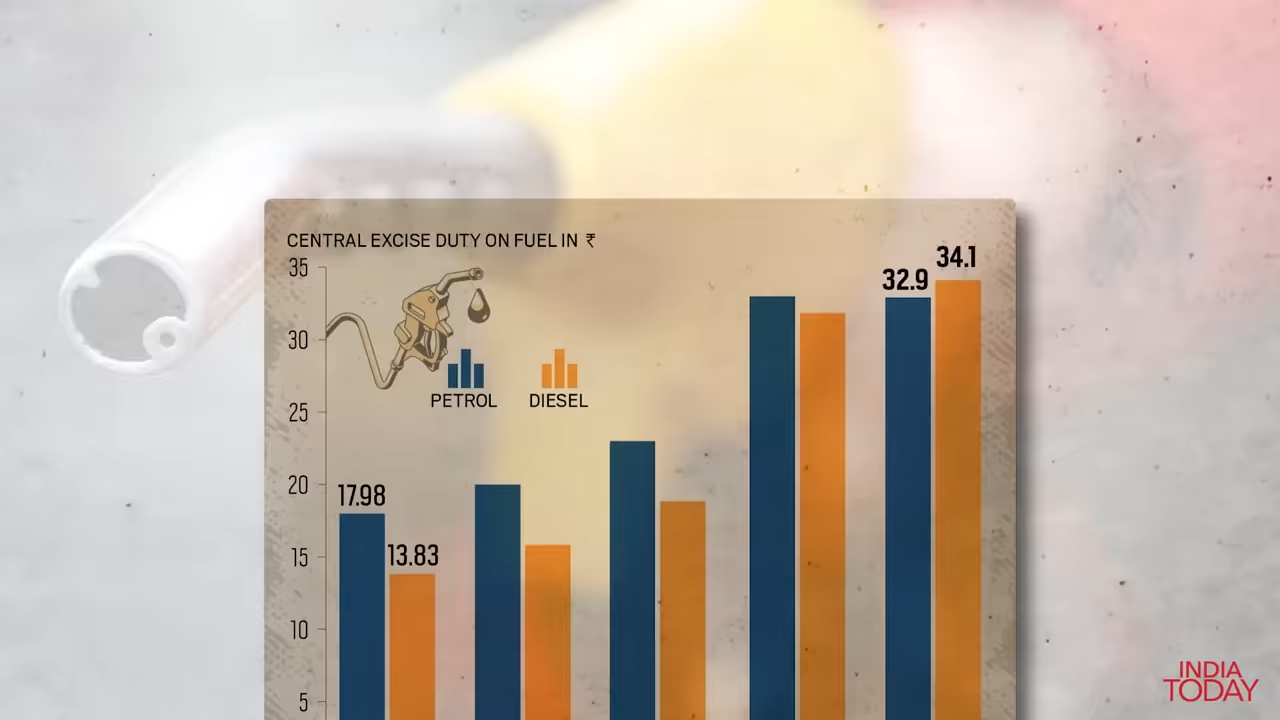 CENTRAL EXCISE DUTY ON FUEL IN ₹
35
30
25
20
15
10
5
PETROL
DIESEL
17.98
13.83
32.9
34.1
INDIA
TODAY